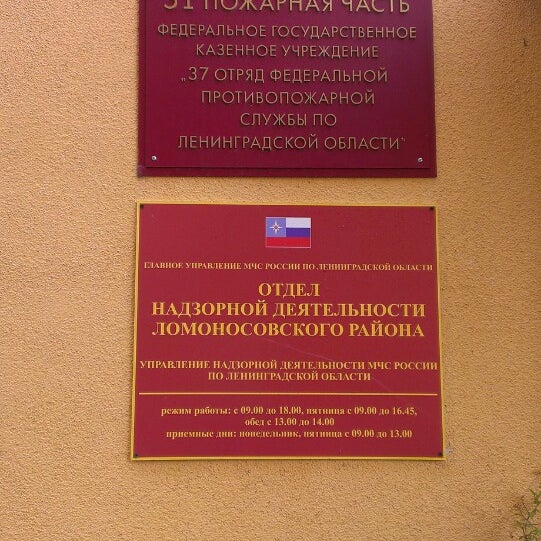 51 ПОЖАРНАЯ ЧАСТЬ
ФЕДЕРАЛЬНОЕ ГОСУДАРСТВЕННОЕ
КАЗЕННОЕ УЧРЕЖДЕНИЕ
„37 ОТРЯД ФЕДЕРАЛЬНОЙ
ПРОТИВОПОЖАРНОЙ
СЛУЖБЫ ПО
ЛЕНИНГРАДСКОЙ ОБЛАСТИ"
ГЛАВНОЕ УПРАВЛЕНИЕ МЧС РОССИИ ПО ЛЕНИНГРАДСКОЙ ОБЛАСТИ
ОТДЕЛ
НАДЗОРНОЙ ДЕЯТЕЛЬНОСТИ
ЛОМОНОСОВСКОГО РАЙОНА
УПРАВЛЕНИЕ НАДЗОРНОЙ ДЕЯТЕЛЬНОСТИ МЧС РОССИИ
ПО ЛЕНИНГРАДСКОЙ ОБЛАСТИ
режим работы: с 09.00 до 18.00, пятница с 09.00 до 16.45,
обед с 13.00 до 14.00
приемные дни: понедельник, пятница с 09.00 до 13.00